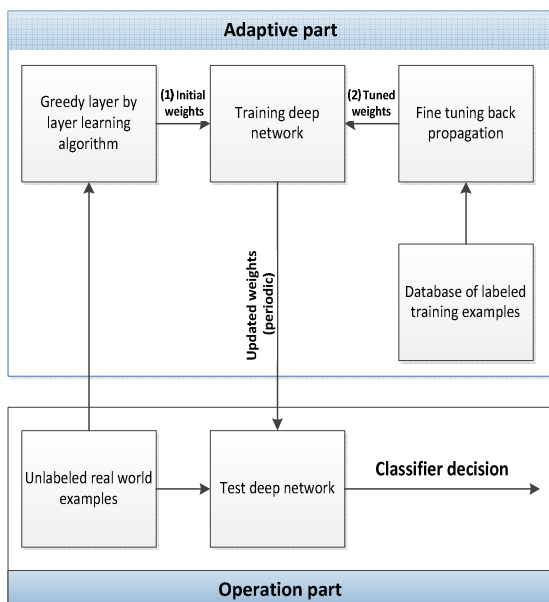 Adaptive part
Greedy layer by
layer learning
algorithm
(1) Initial
weights
Training deep
network
(2) Tuned
weights
Fine tuning back
propagation
Updated weights
(periodic)
Database of labeled
training examples
Unlabeled real world
examples
Test deep network
Classifier decision
Operation part